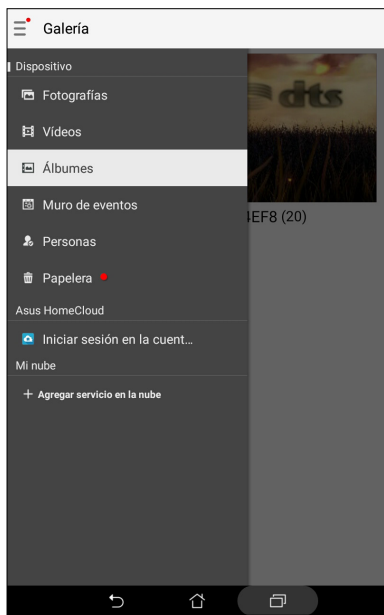 Galería
Dispositivo
Fotografías
Vídeos
Álbumes
Muro de eventos
Personas
Papelera
Asus HomeCloud
Iniciar sesión en la cuent...
Mi nube
+ Agregar servicio en la nube
dts
4EF8 (20)